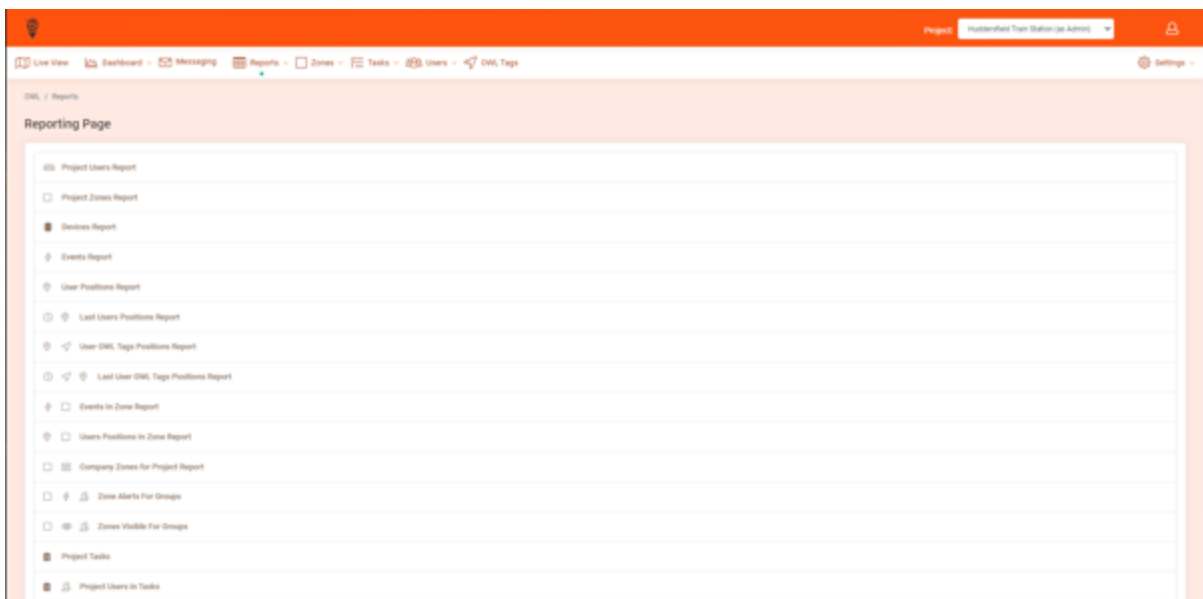 Project: Huddersfield Train Station (as Admin)
Live View Dashboard Messaging Reports Zones Tasks Users OWL Tags Settings
OWL / Reports
Reporting Page
Project Users Report
Project Zones Report
Devices Report
Events Report
User Positions Report
Last Users Positions Report
User OWL Tags Positions Report
Last User OWL Tags Positions Report
Events in Zone Report
Users Positions in Zone Report
Company Zones for Project Report
Zone Alerts For Groups
Zones Visible For Groups
Project Tasks
Project Users In Tasks